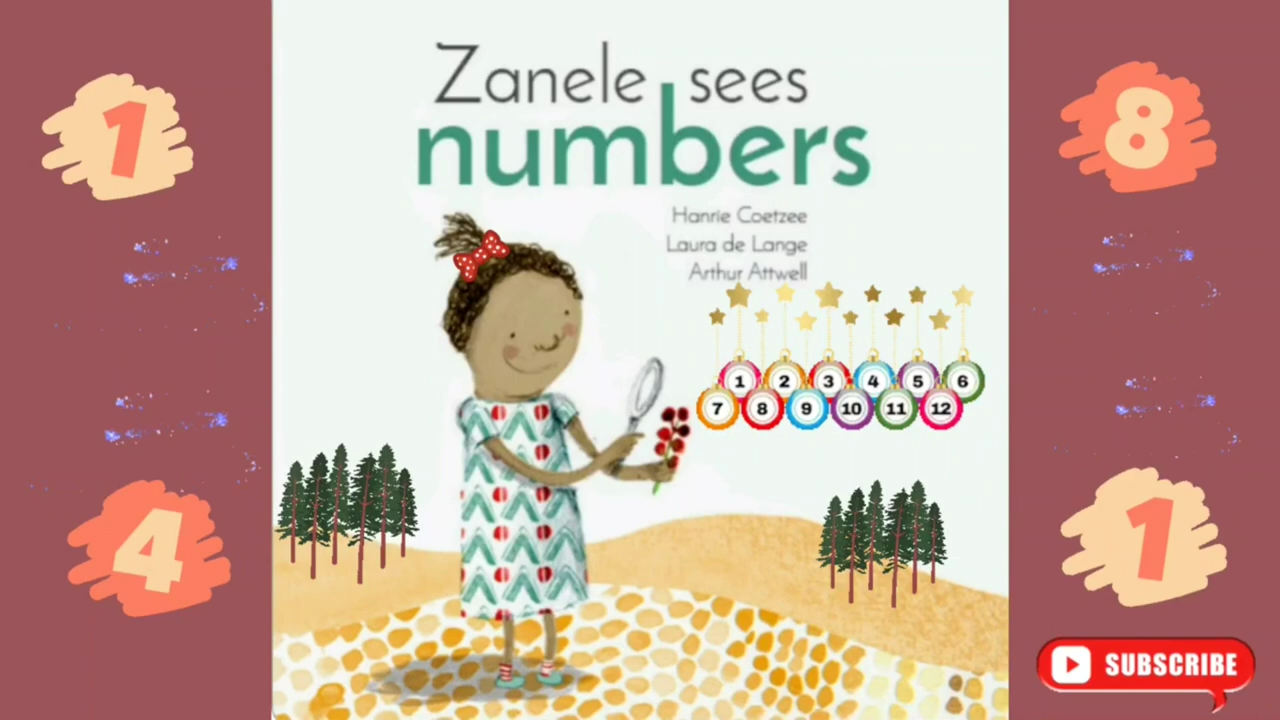 Zanele sees
numbers
Hanrie Coetzee
Laura de Lange
Arthur Attwell
1
8
1 2 3 4 5 6
7 8 9 10 11 12
4
1
SUBSCRIBE